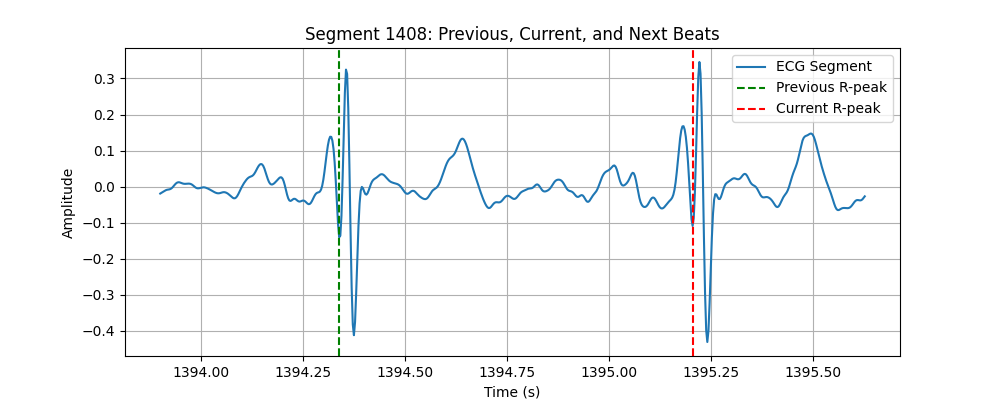 Segment 1408: Previous, Current, and Next Beats
ECG Segment
Previous R-peak
Current R-peak
Amplitude
0.3
0.2
0.1
0.0
−0.1
−0.2
−0.3
−0.4
1394.00 1394.25 1394.50 1394.75 1395.00 1395.25 1395.50
Time (s)